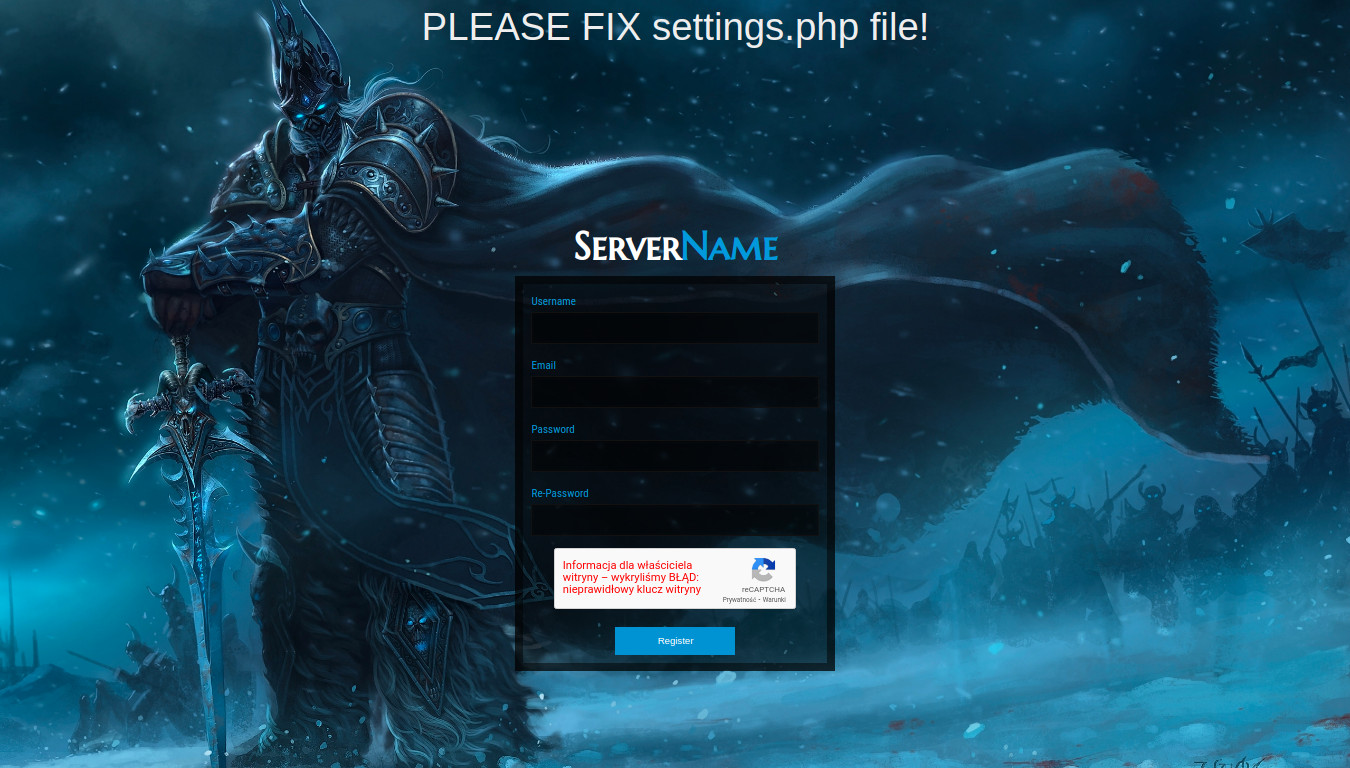 PLEASE FIX settings.php file!
ServerName
Username
Email
Password
Re-Password
Informacja dla właściciela
witryny – wykryliśmy BŁĄD:
nieprawidłowy klucz witryny
reCAPTCHA
Prywatność - Warunki
Register